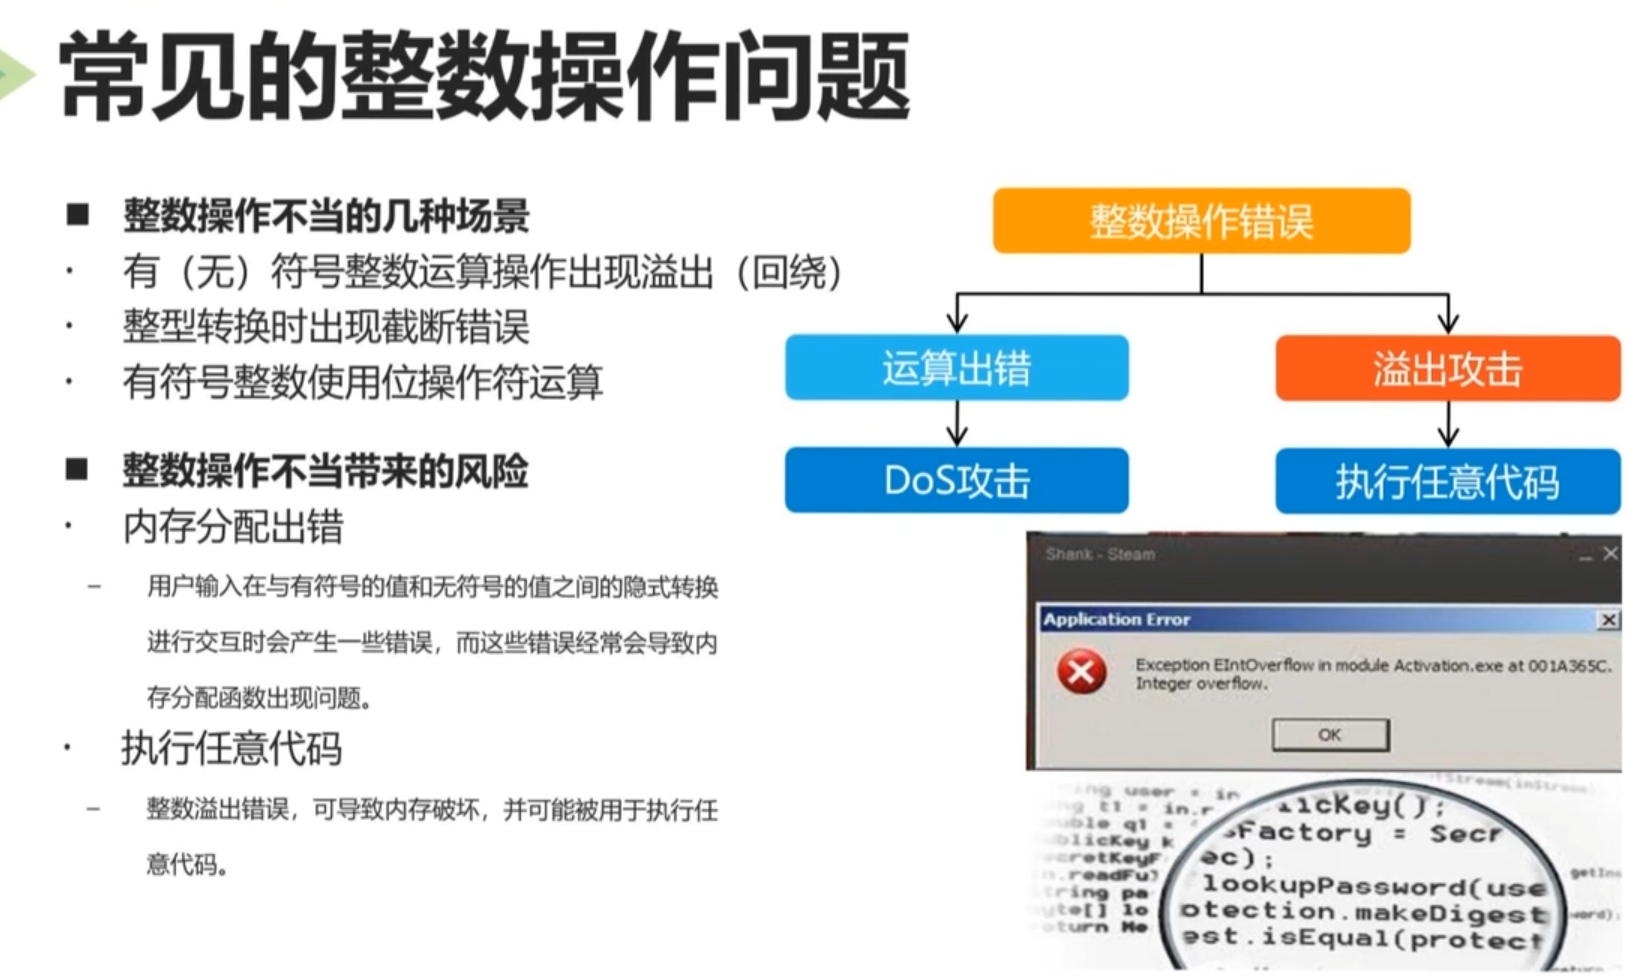 常见的整数操作问题
■ 整数操作不当的几种场景
· 有（无）符号整数运算操作出现溢出（回绕）
· 整型转换时出现截断错误
· 有符号整数使用位操作符运算
■ 整数操作不当带来的风险
· 内存分配出错
– 用户输入在与有符号的值和无符号的值之间的隐式转换
进行交互时会产生一些错误，而这些错误经常会导致内
存分配函数出现问题。
· 执行任意代码
– 整数溢出错误，可导致内存破坏，并可能被用于执行任
意代码。
整数操作错误
运算出错
溢出攻击
DoS攻击
执行任意代码
Shank - Steam
Application Error
Exception EIntOverflow in module Activation.exe at 001A365C.
Integer overflow.
OK
ing user = in
t1 = in.r
q1 =
licKey();
Factory = Secr
ec);
lookupPassword(use
otection.makeDigest
est.isEqual(protect